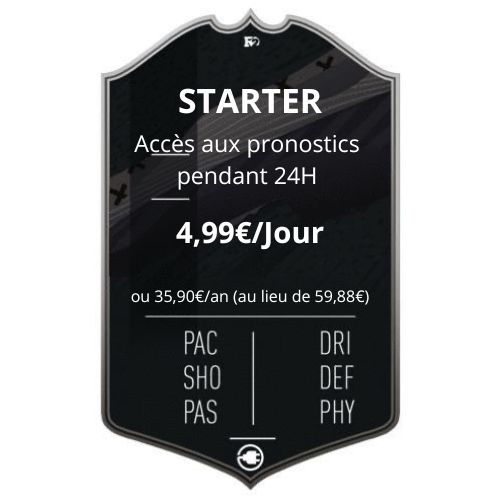 STARTER
Accès aux pronostics
pendant 24H
4,99€/Jour
ou 35,90€/an (au lieu de 59,88€)
PAC DRI
SHO DEF
PAS PHY